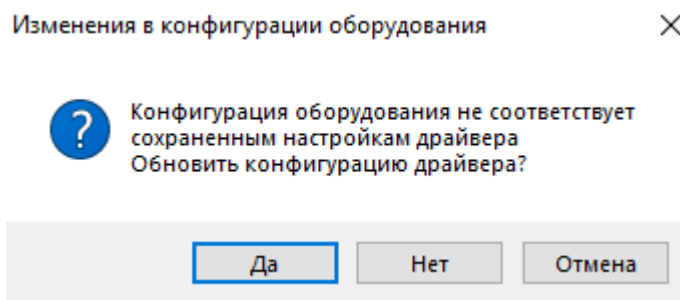 Изменения в конфигурации оборудования
Конфигурация оборудования не соответствует
сохраненным настройкам драйвера
Обновить конфигурацию драйвера?
Да
Нет
Отмена